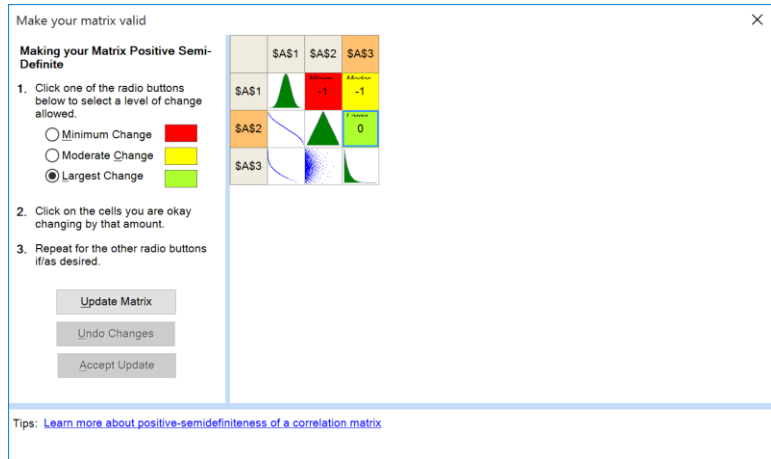 Make your matrix valid
Making your Matrix Positive Semi-
Definite
1. Click one of the radio buttons
below to select a level of change
allowed.
Minimum Change
Moderate Change
Largest Change
2. Click on the cells you are okay
changing by that amount.
3. Repeat for the other radio buttons
if/as desired.
Update Matrix
Undo Changes
Accept Update
$A$1 $A$2 $A$3
$A$1 -1 -1
$A$2 0
$A$3
Tips: Learn more about positive-semidefiniteness of a correlation matrix